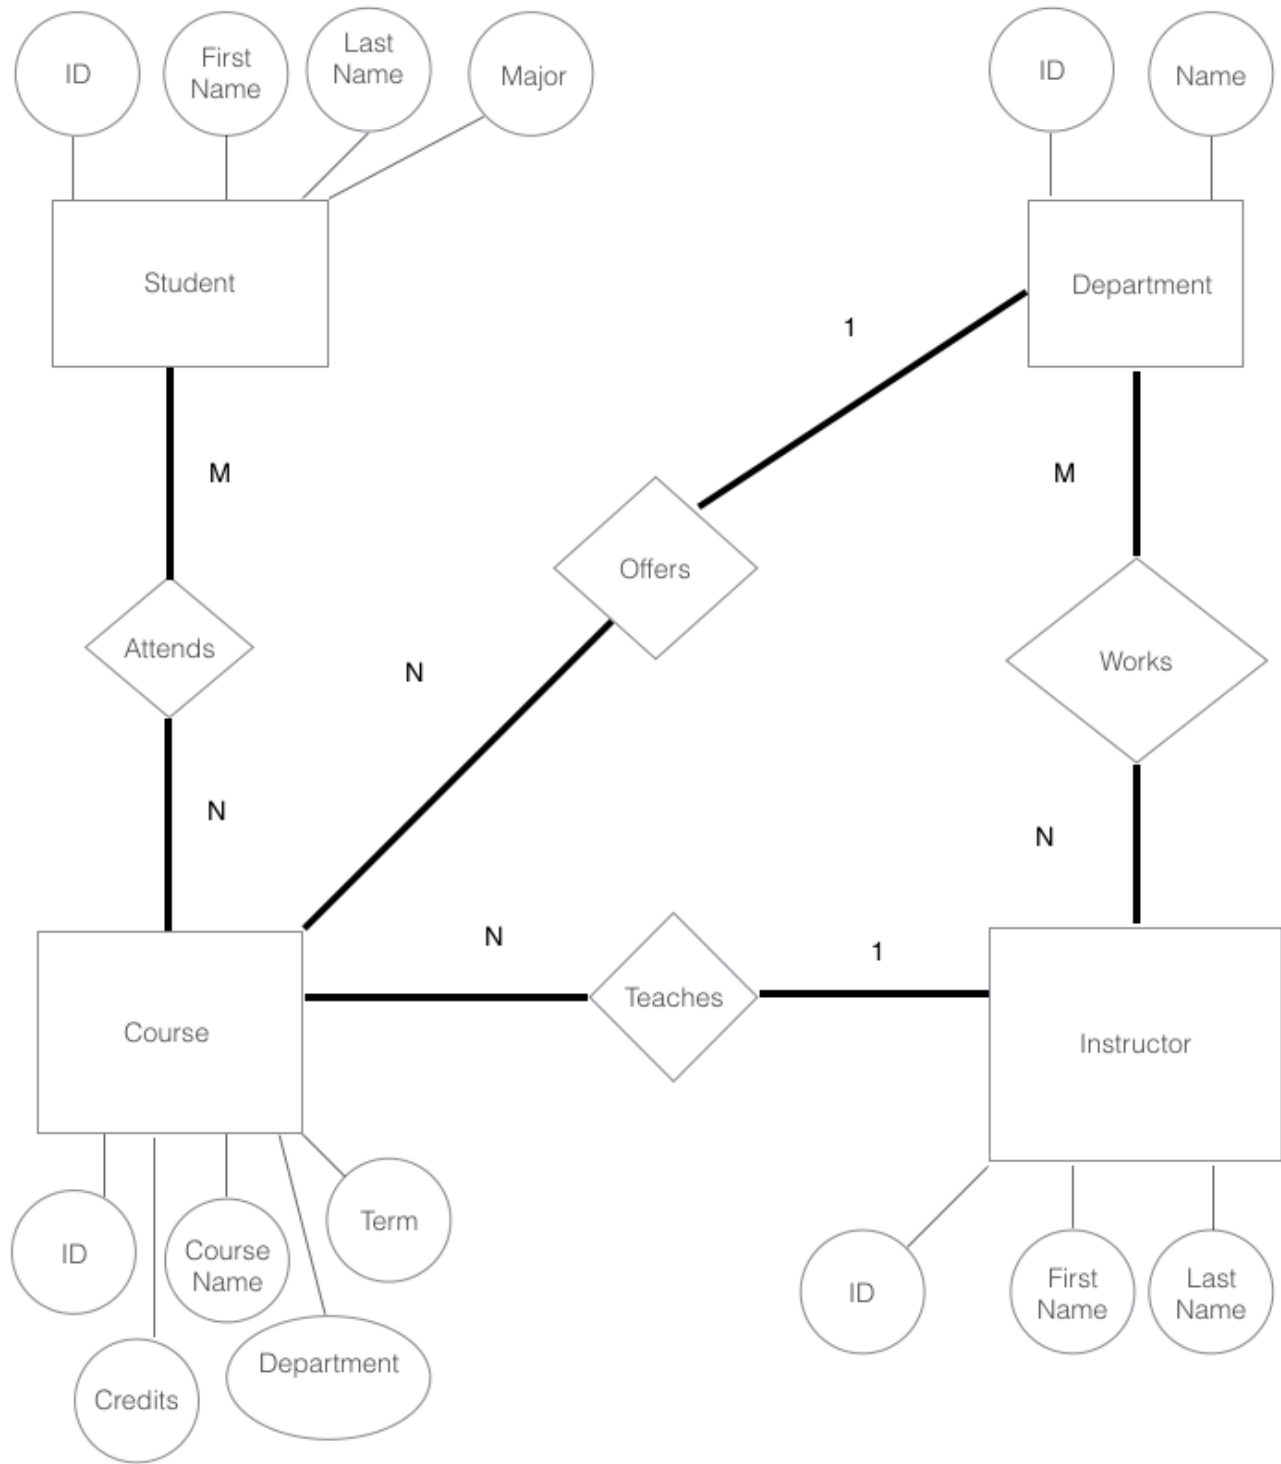 ID
First
Name
Last
Name
Major
ID
Name
Student
Department
1
M
M
Offers
Attends
Works
N
N
N
N
1
Teaches
Course
Instructor
ID
Course
Name
Term
Credits
Department
ID
First
Name
Last
Name